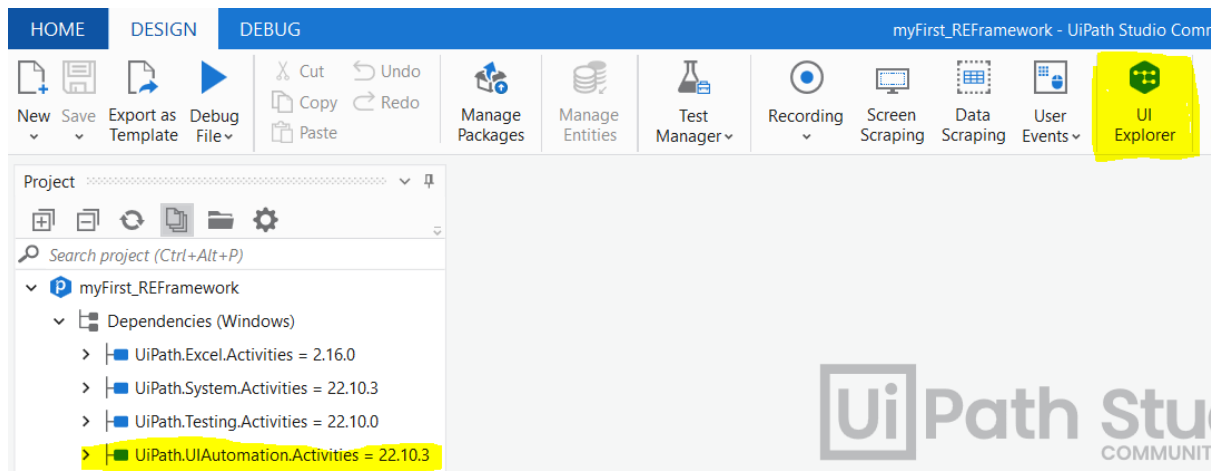 HOME DESIGN DEBUG myFirst_REFramework - UiPath Studio Com
New Save Export as Template Debug File Cut Undo
Copy Redo
Paste
Manage Packages Manage Entities Test Manager Recording Screen Scraping Data Scraping User Events UI Explorer
Project
Search project (Ctrl+Alt+P)
myFirst_REFramework
Dependencies (Windows)
UiPath.Excel.Activities = 2.16.0
UiPath.System.Activities = 22.10.3
UiPath.Testing.Activities = 22.10.0
UiPath.UIAutomation.Activities = 22.10.3
UiPath Stu
COMMUNIT